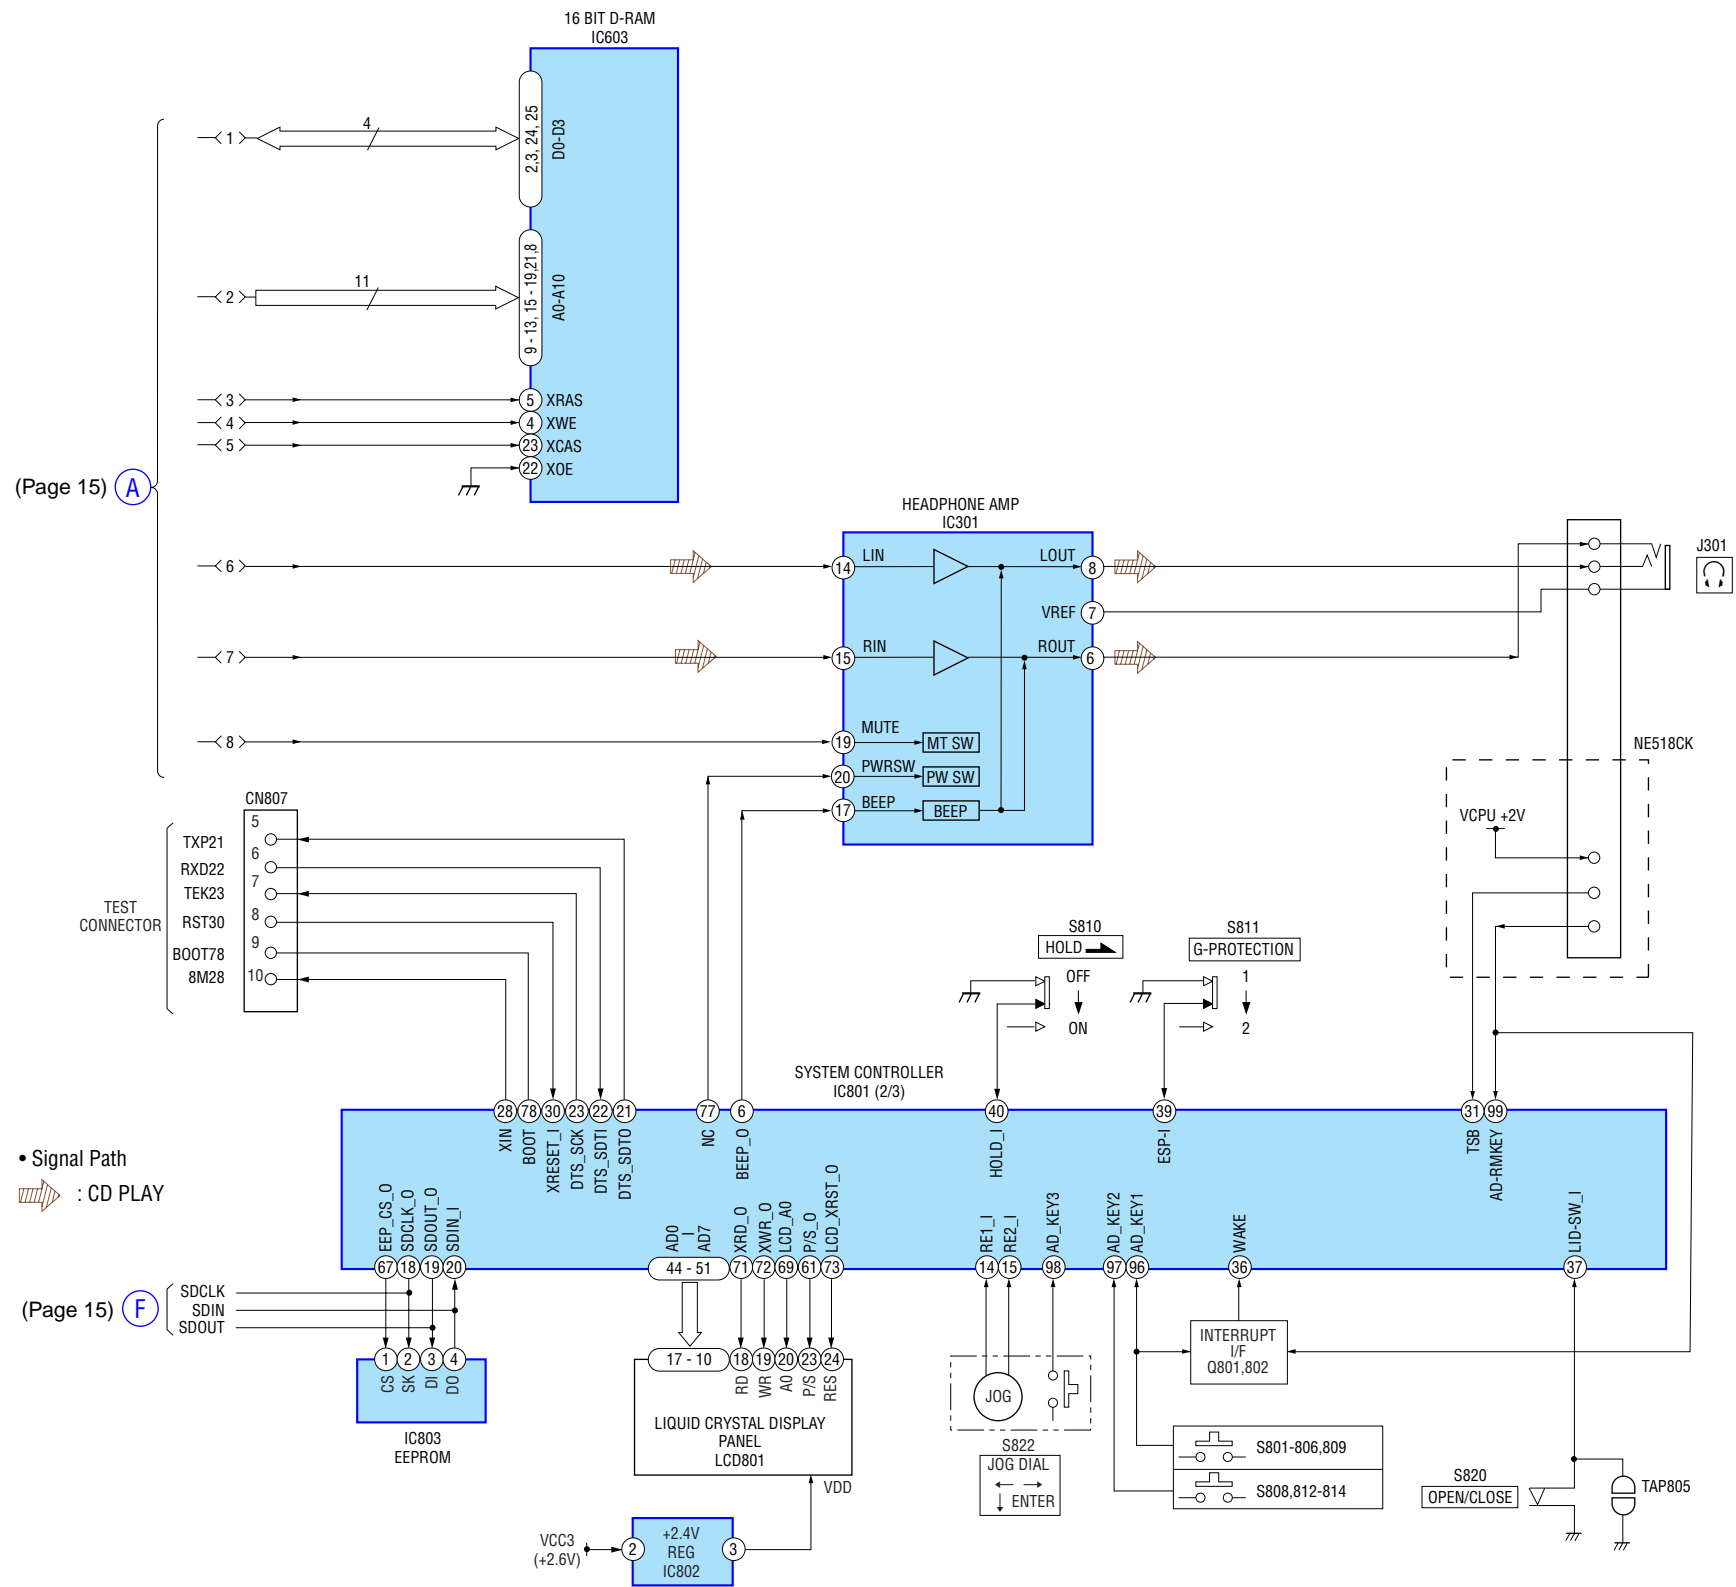 16 BIT D-RAM
IC603
1
4
2,3, 24, 25
D0-D3
2
11
9 - 13, 15 - 19,21,8
A0-A10
3
5 XRAS
4
4 XWE
5
23 XCAS
22 XOE
(Page 15) A
HEADPHONE AMP
IC301
6
14 LIN
LOUT 8
J301
VREF 7
7
15 RIN
ROUT 6
8
19 MUTE
MT SW
20 PWRSW
PW SW
17 BEEP
BEEP
NE518CK
VCPU +2V
CN807
TEST
CONNECTOR
TXP21 5
RXD22 6
TEK23 7
RST30 8
BOOT78 9
8M28 10
S810
HOLD
OFF
ON
S811
G-PROTECTION
1
2
SYSTEM CONTROLLER
IC801 (2/3)
28 78 30 23 22 21 77 6 40 39 31 99
XIN
BOOT
XRESET_I
DTS_SCK
DTS_SDTI
DTS_SDTO
NC
BEEP_O
HOLD_I
ESP-I
TSB
AD-RMKEY
• Signal Path
: CD PLAY
EEP_CS_O
SDCLK_O
SDOUT_O
SDIN_I
AD0
I
AD7
XRD_O
XWR_O
LCD_A0
P/S_O
LCD_XRST_O
RE1_I
RE2_I
AD_KEY3
AD_KEY2
AD_KEY1
WAKE
LID-SW_I
67 18 19 20 44 - 51 71 72 69 61 73 14 15 98 97 96 36 37
(Page 15) F
SDCLK
SDIN
SDOUT
1 2 3 4
CS
SK
DI
DO
IC803
EEPROM
17 - 10 18 19 20 23 24
RD
WR
A0
P/S
RES
LIQUID CRYSTAL DISPLAY
PANEL
LCD801
VDD
VCC3
(+2.6V)
2
+2.4V
REG
IC802
3
JOG
S822
JOG DIAL
← →
↓ ENTER
INTERRUPT
I/F
Q801,802
S801-806,809
S808,812-814
S820
OPEN/CLOSE
TAP805